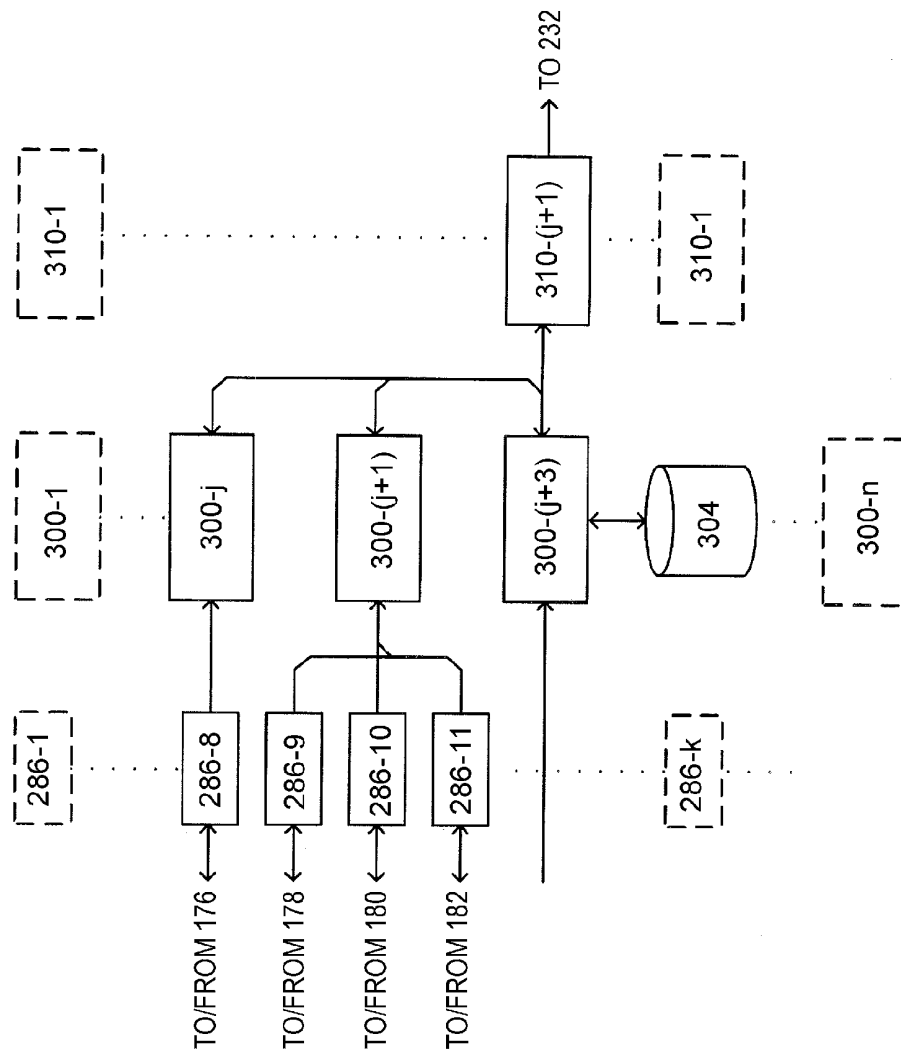 286-1
300-1
310-1
TO/FROM 176
286-8
300-j
TO/FROM 178
286-9
TO/FROM 180
286-10
300-(j+1)
TO/FROM 182
286-11
300-(j+3)
310-(j+1)
TO 232
286-k
304
310-1
300-n